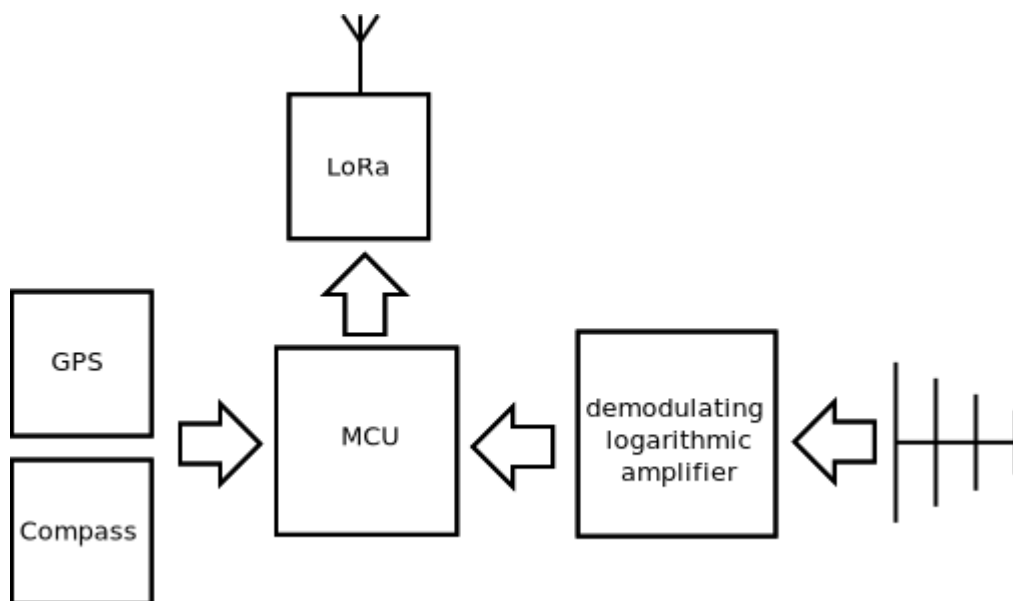 LoRa
GPS
MCU
demodulating
logarithmic
amplifier
Compass